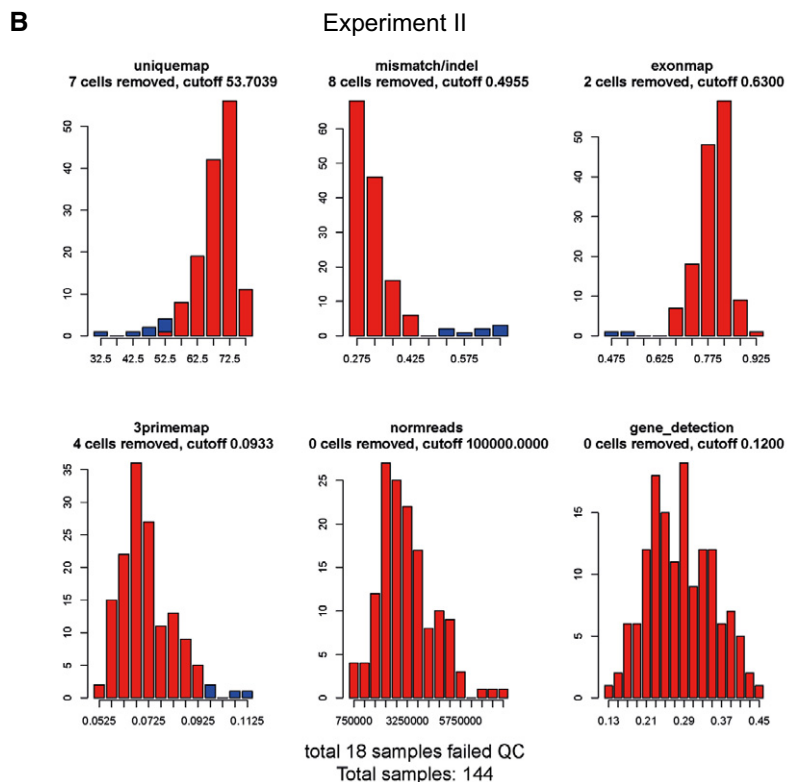 B
Experiment II
uniquemap
7 cells removed, cutoff 53.7039
50
40
30
20
10
0
32.5 42.5 52.5 62.5 72.5
mismatch/indel
8 cells removed, cutoff 0.4955
60
50
40
30
20
10
0
0.275 0.425 0.575
exonmap
2 cells removed, cutoff 0.6300
50
40
30
20
10
0
0.475 0.625 0.775 0.925
3primemap
4 cells removed, cutoff 0.0933
35
30
25
20
15
10
5
0
0.0525 0.0725 0.0925 0.1125
normreads
0 cells removed, cutoff 100000.0000
25
20
15
10
5
0
750000 3250000 5750000
gene_detection
0 cells removed, cutoff 0.1200
15
10
5
0
0.13 0.21 0.29 0.37 0.45
total 18 samples failed QC
Total samples: 144